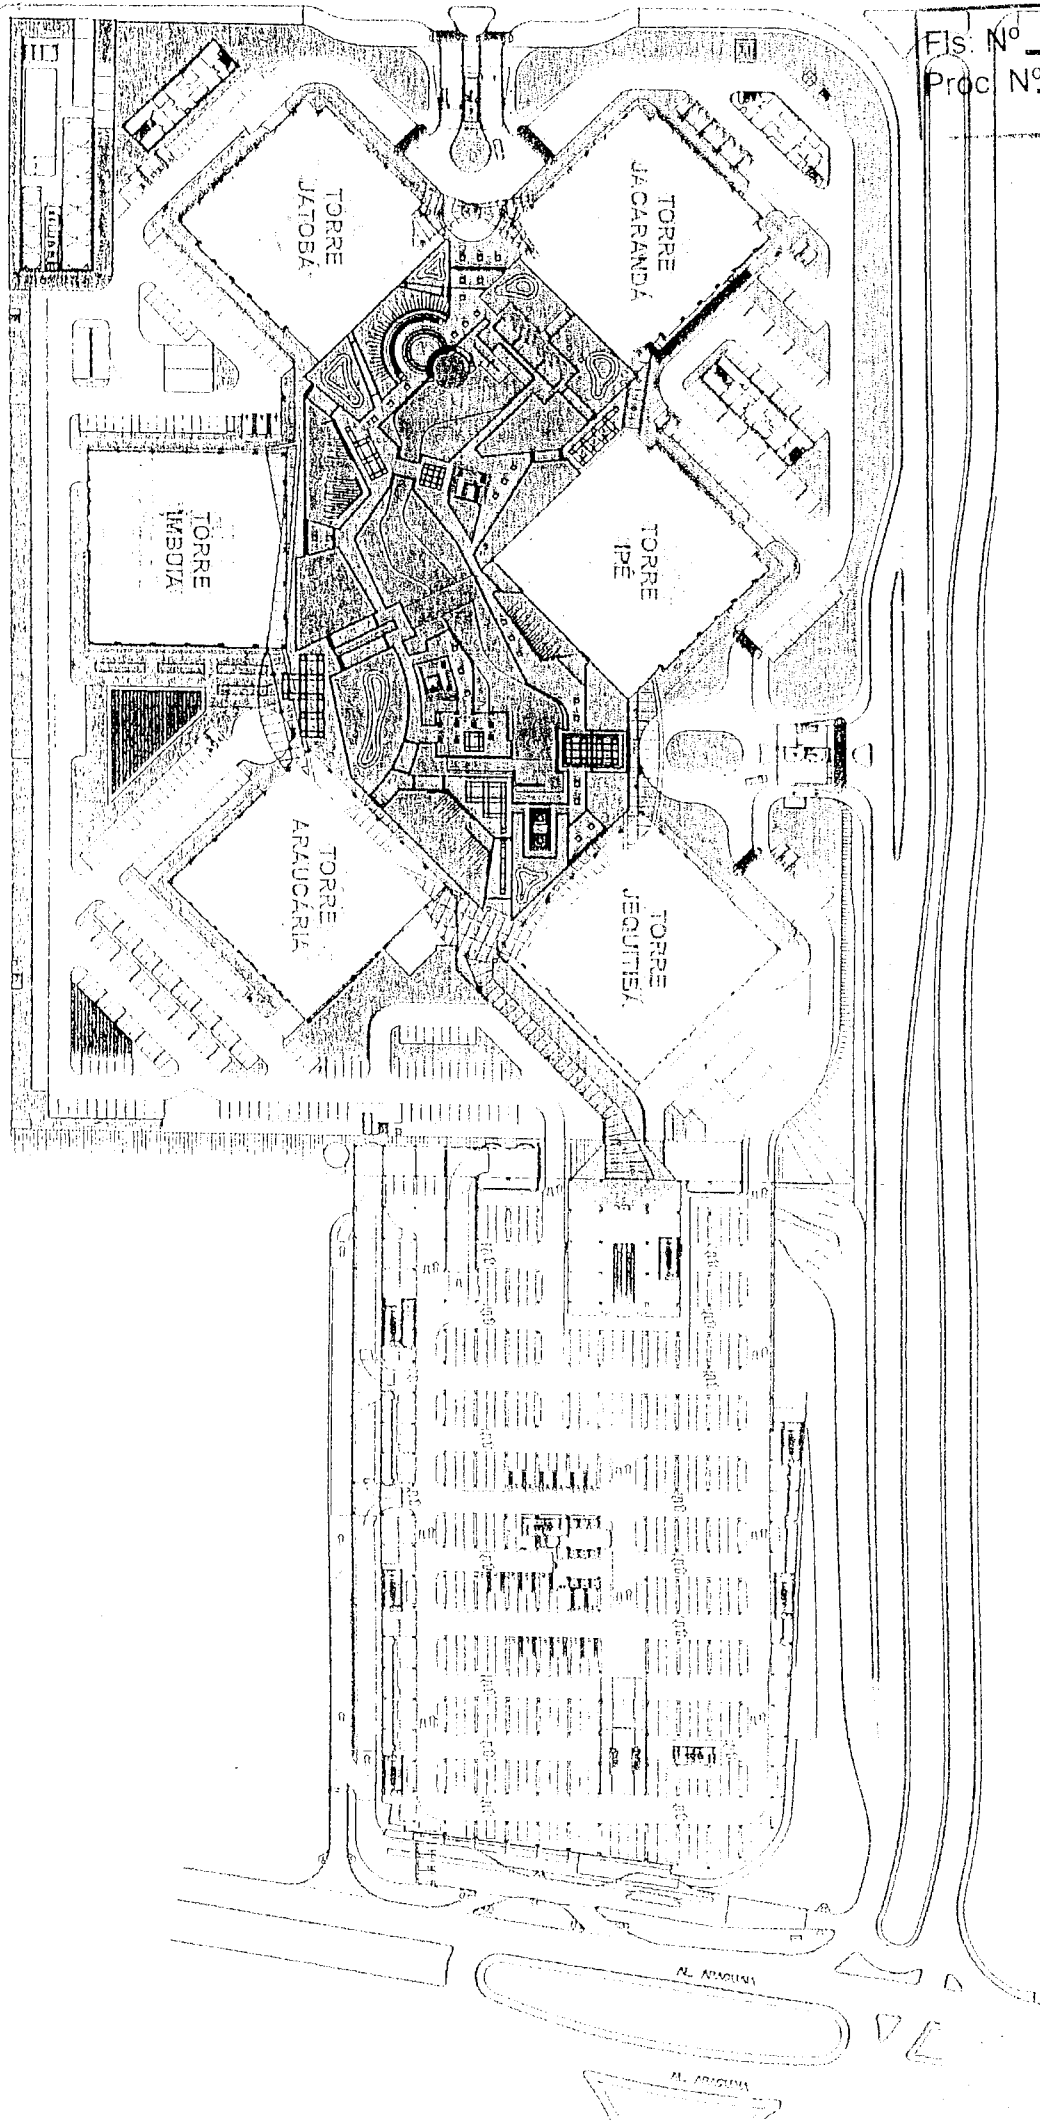 Fls. Nº
Proc. Nº
TORRE
JATOBÁ
TORRE
JACARANDÁ
TORRE
IMBUIA
TORRE
IPÊ
TORRE
ARAUCÁRIA
TORRE
JEQUITIBÁ
AL. ARAGUAIA
AL. ARAGUAIA